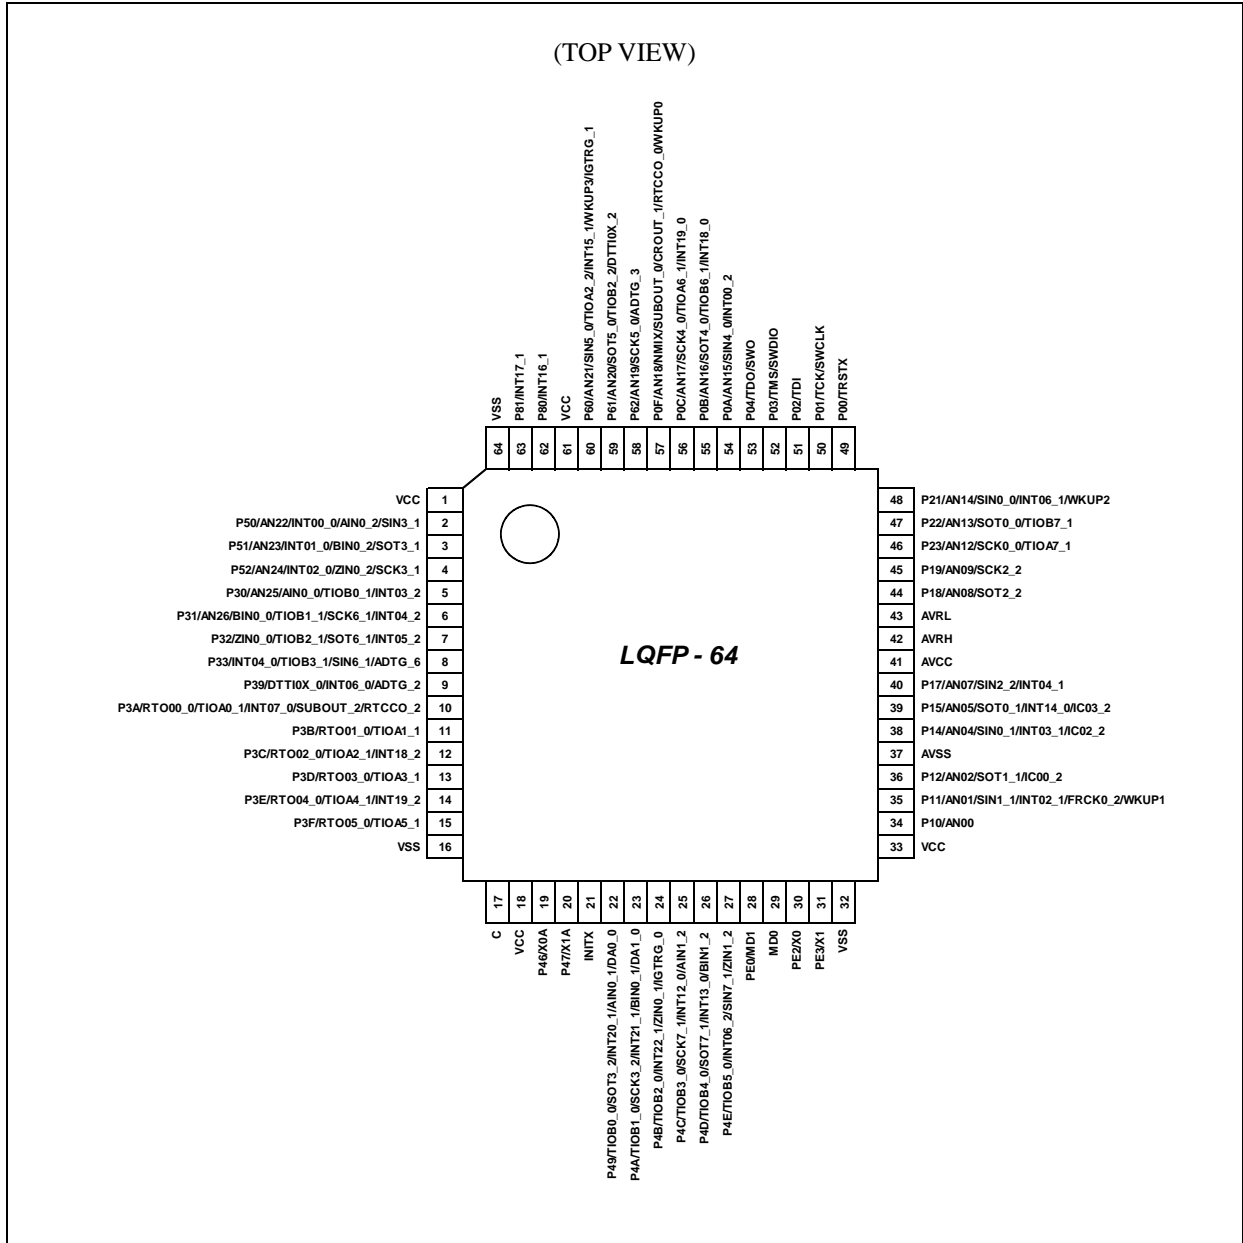 (TOP VIEW)
VSS
P81/INT17_1
P80/INT16_1
VCC
P60/AN21/SIN5_0/TIOA2_2/INT15_1/WKUP3/IGTRG_1
P61/AN20/SOT5_0/TIOB2_2/DTTI0X_2
P62/AN19/SCK5_0/ADTG_3
P0F/AN18/NMIX/SUBOUT_0/CROUT_1/RTCCO_0/WKUP0
P0C/AN17/SCK4_0/TIOA6_1/INT19_0
P0B/AN16/SOT4_0/TIOB6_1/INT18_0
P0A/AN15/SIN4_0/INT00_2
P04/TDO/SWO
P03/TMS/SWDIO
P02/TDI
P01/TCK/SWCLK
P00/TRSTX
64 63 62 61 60 59 58 57 56 55 54 53 52 51 50 49
VCC 1
P50/AN22/INT00_0/AIN0_2/SIN3_1 2
P51/AN23/INT01_0/BIN0_2/SOT3_1 3
P52/AN24/INT02_0/ZIN0_2/SCK3_1 4
P30/AN25/AIN0_0/TIOB0_1/INT03_2 5
P31/AN26/BIN0_0/TIOB1_1/SCK6_1/INT04_2 6
P32/ZIN0_0/TIOB2_1/SOT6_1/INT05_2 7
P33/INT04_0/TIOB3_1/SIN6_1/ADTG_6 8
P39/DTTI0X_0/INT06_0/ADTG_2 9
P3A/RTO00_0/TIOA0_1/INT07_0/SUBOUT_2/RTCCO_2 10
P3B/RTO01_0/TIOA1_1 11
P3C/RTO02_0/TIOA2_1/INT18_2 12
P3D/RTO03_0/TIOA3_1 13
P3E/RTO04_0/TIOA4_1/INT19_2 14
P3F/RTO05_0/TIOA5_1 15
VSS 16
LQFP - 64
48 P21/AN14/SIN0_0/INT06_1/WKUP2
47 P22/AN13/SOT0_0/TIOB7_1
46 P23/AN12/SCK0_0/TIOA7_1
45 P19/AN09/SCK2_2
44 P18/AN08/SOT2_2
43 AVRL
42 AVRH
41 AVCC
40 P17/AN07/SIN2_2/INT04_1
39 P15/AN05/SOT0_1/INT14_0/IC03_2
38 P14/AN04/SIN0_1/INT03_1/IC02_2
37 AVSS
36 P12/AN02/SOT1_1/IC00_2
35 P11/AN01/SIN1_1/INT02_1/FRCK0_2/WKUP1
34 P10/AN00
33 VCC
17 18 19 20 21 22 23 24 25 26 27 28 29 30 31 32
C
VCC
P46/X0A
P47/X1A
INITX
P49/TIOB0_0/SOT3_2/INT20_1/AIN0_1/DA0_0
P4A/TIOB1_0/SCK3_2/INT21_1/BIN0_1/DA1_0
P4B/TIOB2_0/INT22_1/ZIN0_1/IGTRG_0
P4C/TIOB3_0/SCK7_1/INT12_0/AIN1_2
P4D/TIOB4_0/SOT7_1/INT13_0/BIN1_2
P4E/TIOB5_0/INT06_2/SIN7_1/ZIN1_2
PE0/MD1
MD0
PE2/X0
PE3/X1
VSS